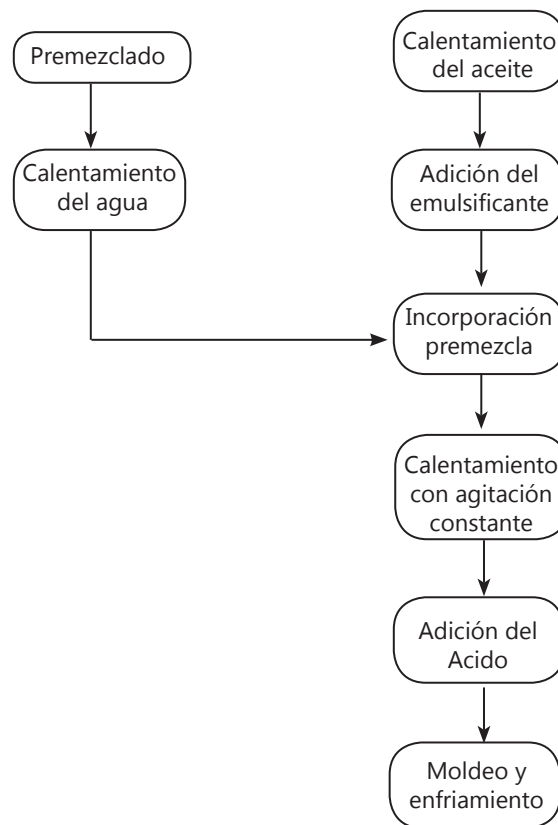 Premezclado
Calentamiento
del agua
Calentamiento
del aceite
Adición del
emulsificante
Incorporación
premezcla
Calentamiento
con agitación
constante
Adición del
Acido
Moldeo y
enfriamiento